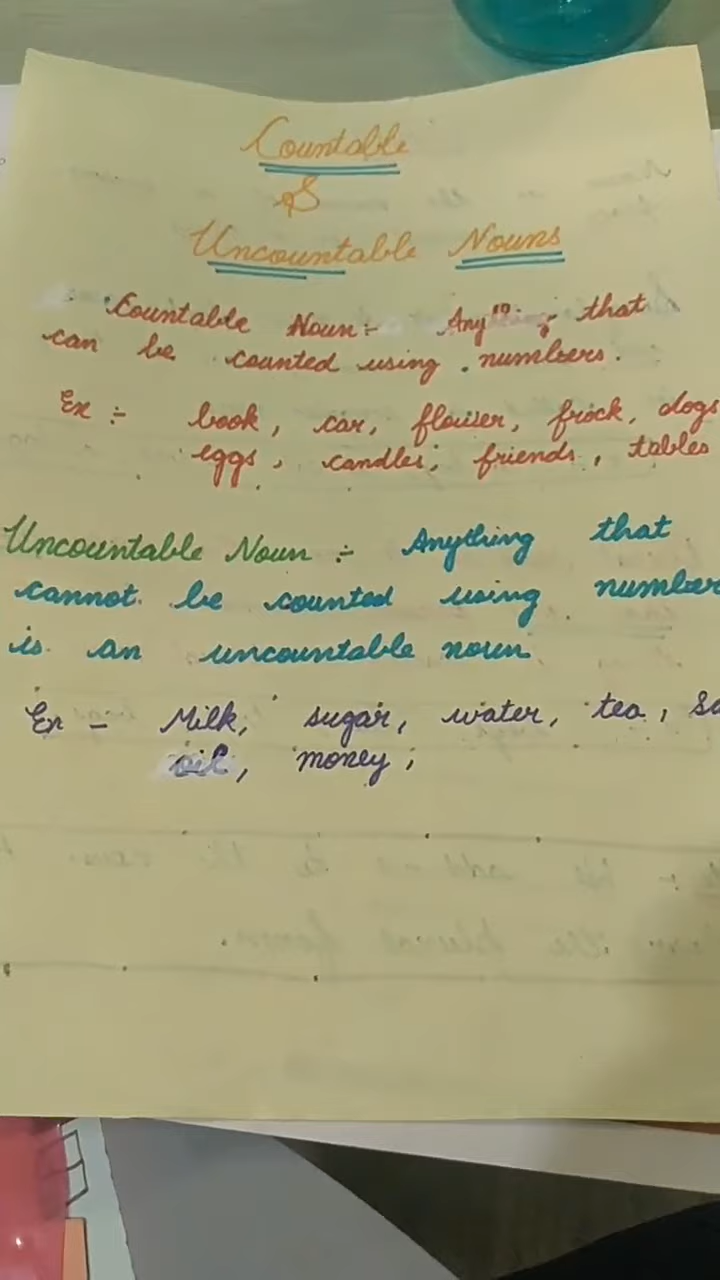 Countable
&
Uncountable Nouns
Countable Noun :- Anything that
can be counted using numbers.
Ex :- book, car, flower, frock, dogs
eggs, candles, friends, tables
Uncountable Noun :- Anything that
cannot be counted using number
is an uncountable noun
Ex - Milk, sugar, water, tea,
oil, money,